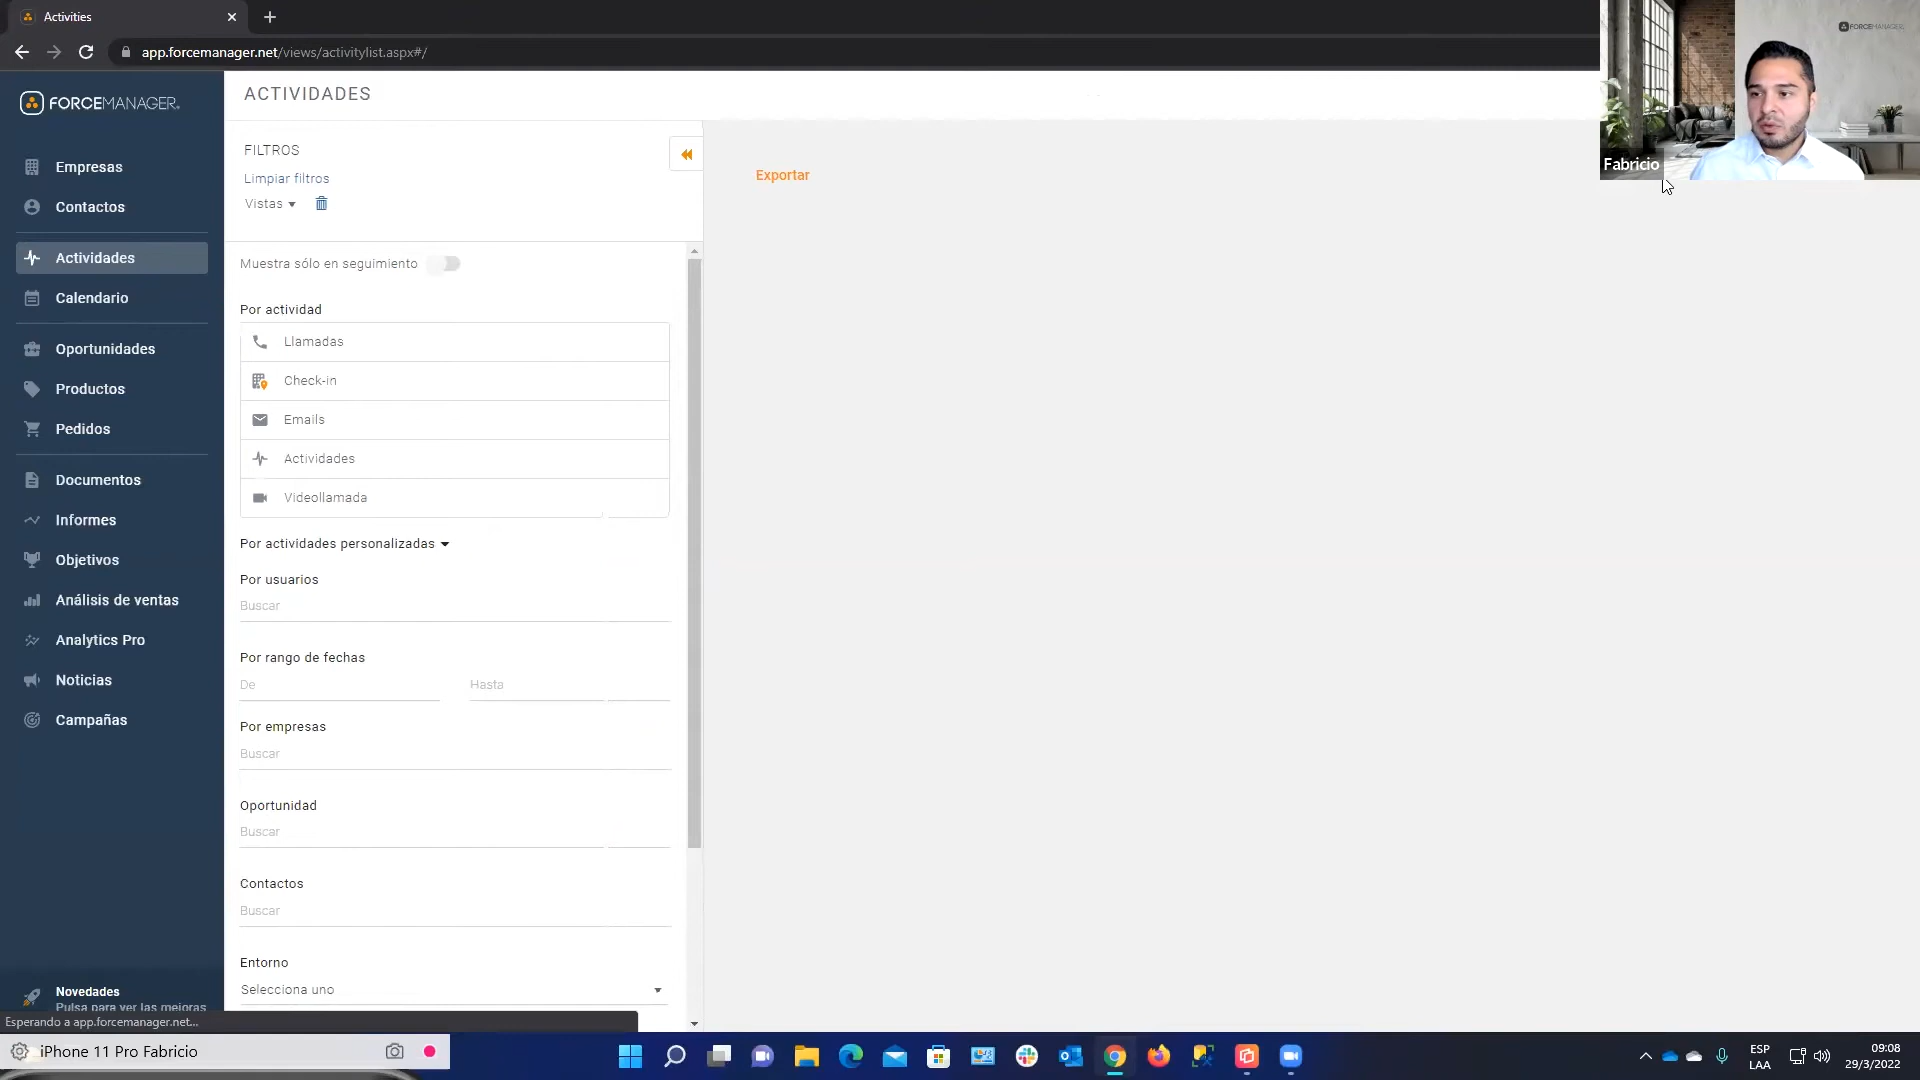 Activities
app.forcemanager.net/views/activitylist.aspx#/
FORCEMANAGER
ACTIVIDADES
FORCEMANAGER
Fabricio
Empresas
Contactos
Actividades
Calendario
Oportunidades
Productos
Pedidos
Documentos
Informes
Objetivos
Análisis de ventas
Analytics Pro
Noticias
Campañas
Novedades
Pulsa para ver las mejoras
Esperando a app.forcemanager.net...
FILTROS
Limpiar filtros
Vistas
Exportar
Muestra sólo en seguimiento
Por actividad
Llamadas
Check-in
Emails
Actividades
Videollamada
Por actividades personalizadas
Por usuarios
Buscar
Por rango de fechas
De Hasta
Por empresas
Buscar
Oportunidad
Buscar
Contactos
Buscar
Entorno
Selecciona uno
iPhone 11 Pro Fabricio
ESP
LAA
09:08
29/3/2022